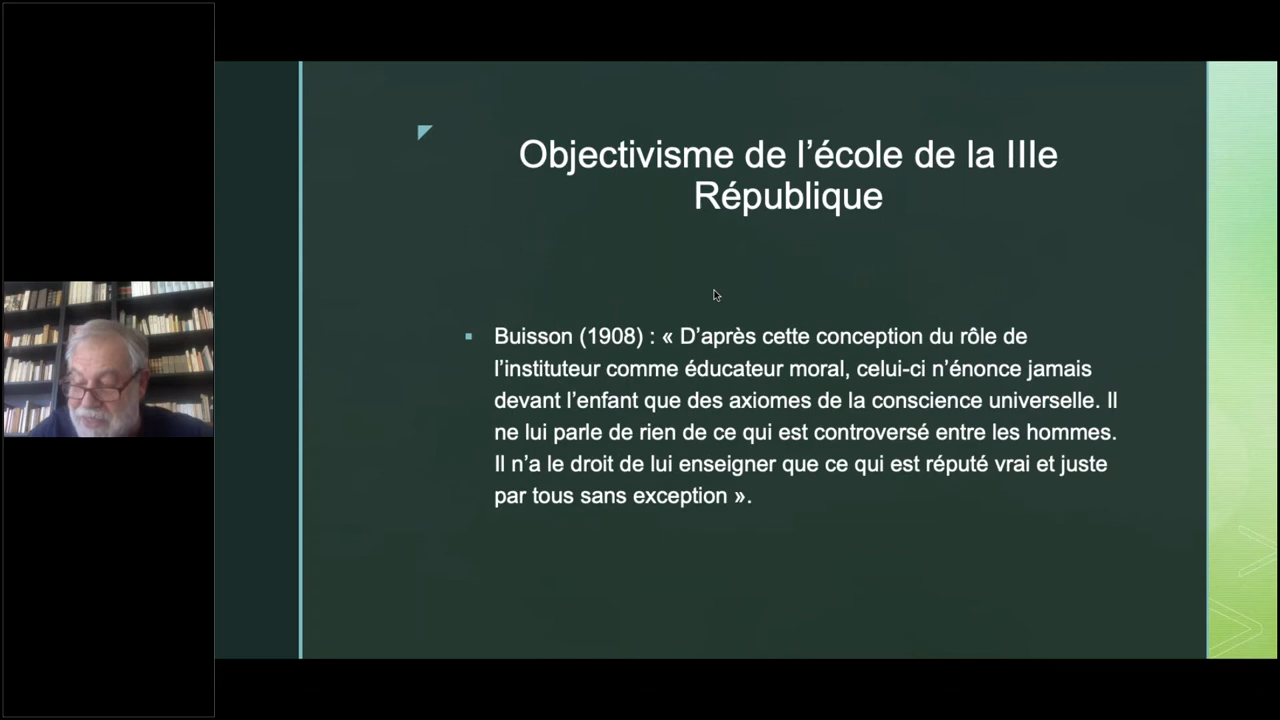 Objectivisme de l’école de la IIIe
République
Buisson (1908) : « D’après cette conception du rôle de
l’instituteur comme éducateur moral, celui-ci n’énonce jamais
devant l’enfant que des axiomes de la conscience universelle. Il
ne lui parle de rien de ce qui est controversé entre les hommes.
Il n’a le droit de lui enseigner que ce qui est réputé vrai et juste
par tous sans exception ».